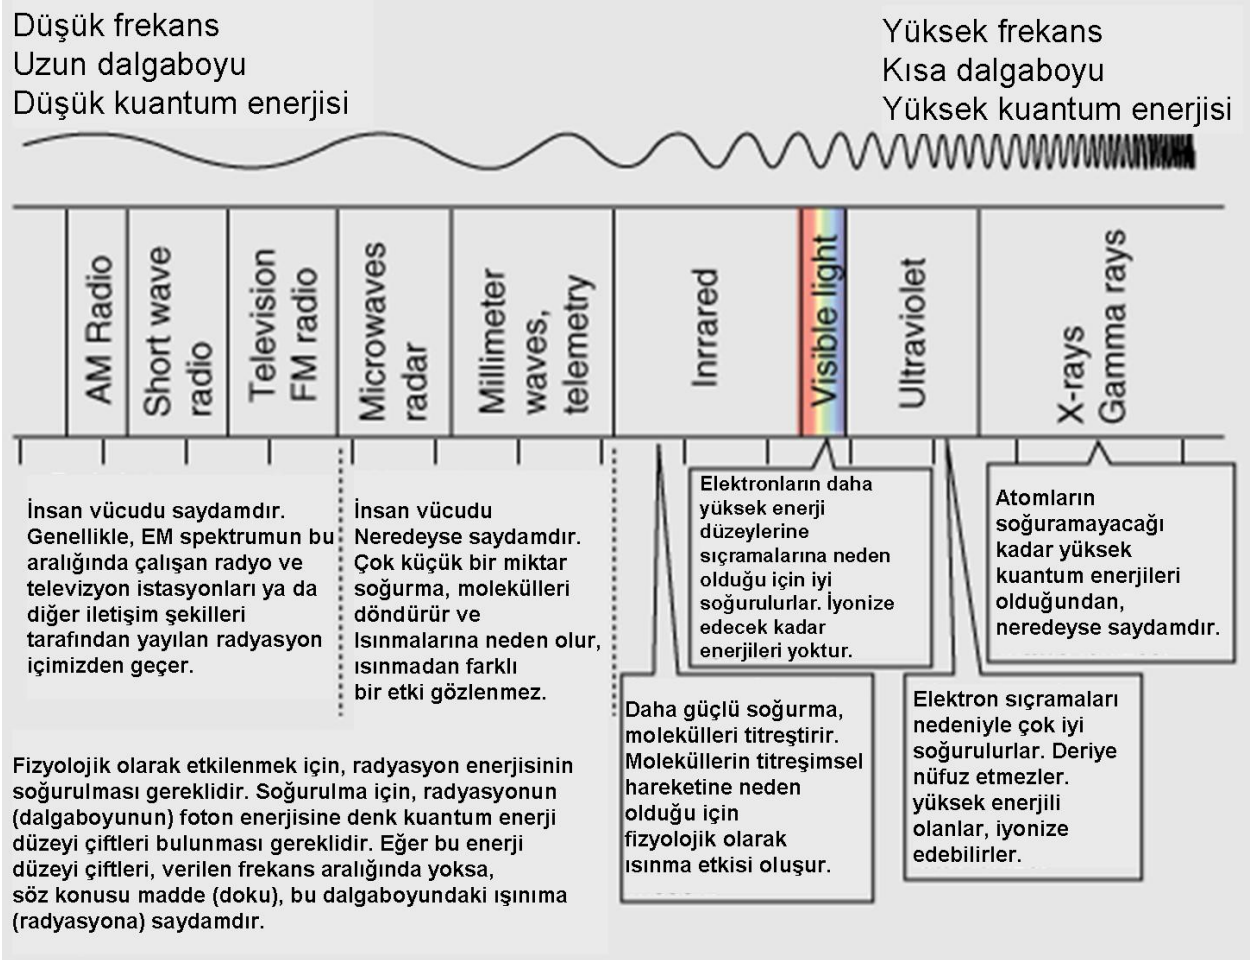 Düşük frekans
Uzun dalgaboyu
Düşük kuantum enerjisi
Yüksek frekans
Kısa dalgaboyu
Yüksek kuantum enerjisi
AM Radio
Short wave
radio
Television
FM radio
Microwaves
radar
Millimeter
waves,
telemetry
Inrrared
Visible light
Ultraviolet
X-rays
Gamma rays
İnsan vücudu saydamdır.
Genellikle, EM spektrumun bu
aralığında çalışan radyo ve
televizyon istasyonları ya da
diğer iletişim şekilleri
tarafından yayılan radyasyon
içimizden geçer.
İnsan vücudu
Neredeyse saydamdır.
Çok küçük bir miktar
soğurma, molekülleri
döndürür ve
Isınmalarına neden olur,
ısınmadan farklı
bir etki gözlenmez.
Elektronların daha
yüksek enerji
düzeylerine
sıçramalarına neden
olduğu için iyi
soğurulurlar. İyonize
edecek kadar
enerjileri yoktur.
Atomların
soğuramayacağı
kadar yüksek
kuantum enerjileri
olduğundan,
neredeyse saydamdır.
Daha güçlü soğurma,
molekülleri titreştirir.
Moleküllerin titreşimsel
hareketine neden
olduğu için
fizyolojik olarak
ısınma etkisi oluşur.
Elektron sıçramaları
nedeniyle çok iyi
soğurulurlar. Deriye
nüfuz etmezler.
yüksek enerjili
olanlar, iyonize
edebilirler.
Fizyolojik olarak etkilenmek için, radyasyon enerjisinin
soğurulması gereklidir. Soğurulma için, radyasyonun
(dalgaboyunun) foton enerjisine denk kuantum enerji
düzeyi çiftleri bulunması gereklidir. Eğer bu enerji
düzeyi çiftleri, verilen frekans aralığında yoksa,
söz konusu madde (doku), bu dalgaboyundaki ışınıma
(radyasyona) saydamdır.